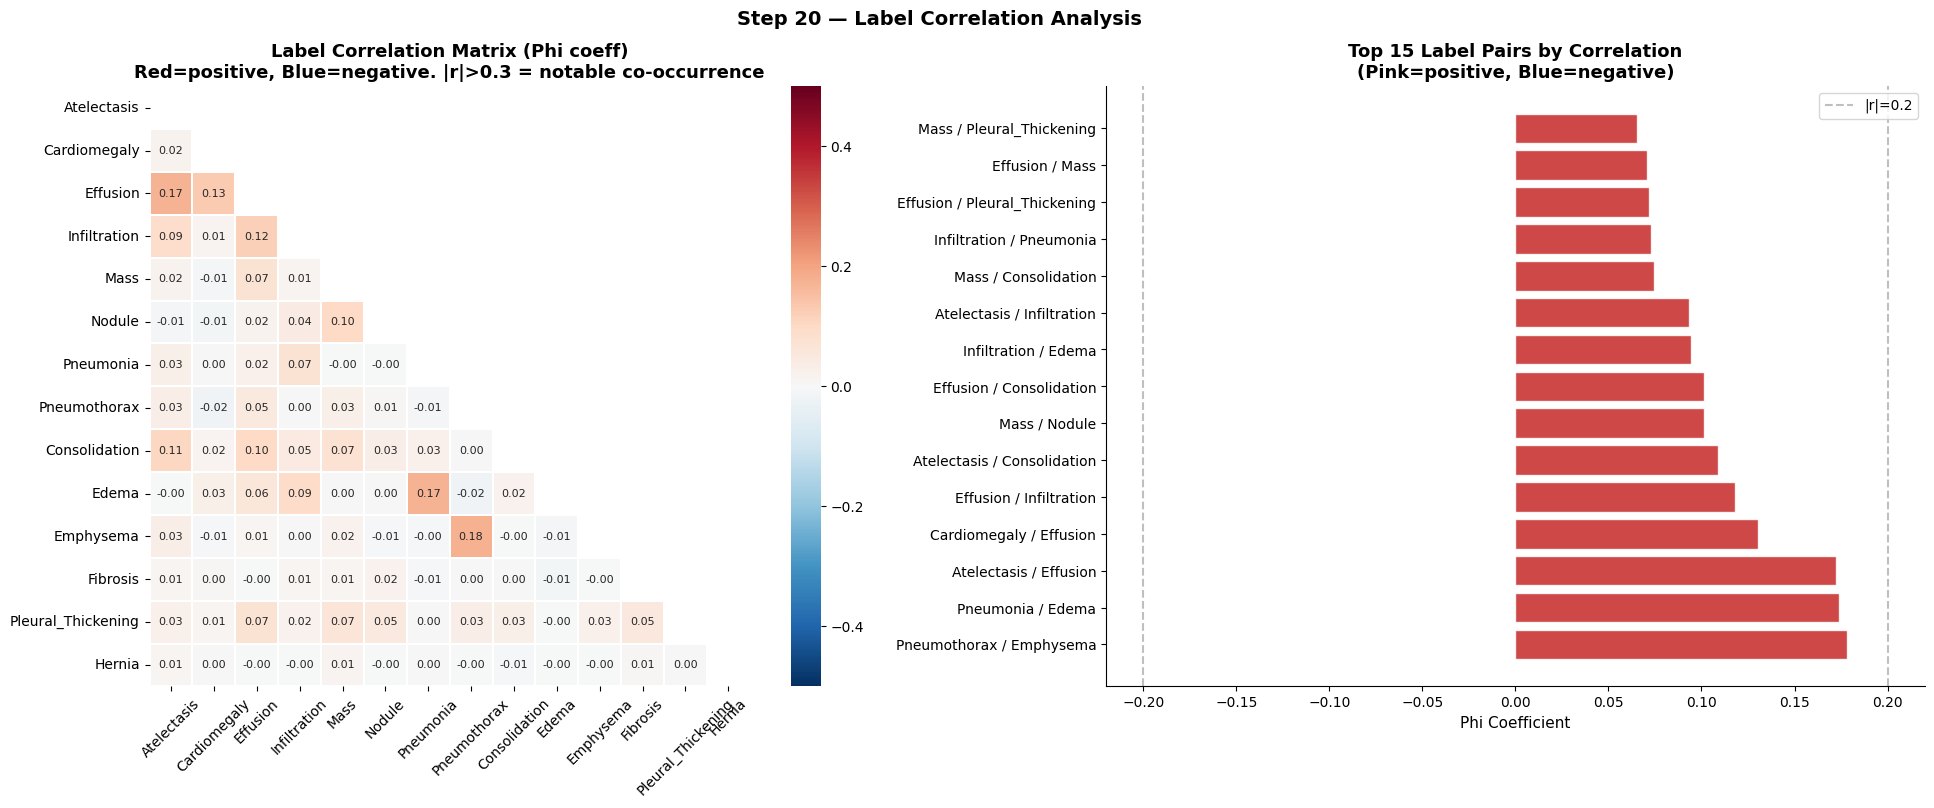 Step 20 — Label Correlation Analysis
Label Correlation Matrix (Phi coeff)
Red=positive, Blue=negative. |r|>0.3 = notable co-occurrence
Atelectasis
Cardiomegaly 0.02
Effusion 0.17 0.13
Infiltration 0.09 0.01 0.12
Mass 0.02 -0.01 0.07 0.01
Nodule -0.01 -0.01 0.02 0.04 0.10
Pneumonia 0.03 0.00 0.02 0.07 -0.00 -0.00
Pneumothorax 0.03 -0.02 0.05 0.00 0.03 0.01 -0.01
Consolidation 0.11 0.02 0.10 0.05 0.07 0.03 0.03 0.00
Edema -0.00 0.03 0.06 0.09 0.00 0.00 0.17 -0.02 0.02
Emphysema 0.03 -0.01 0.01 0.00 0.02 -0.01 -0.00 0.18 -0.00 -0.01
Fibrosis 0.01 0.00 -0.00 0.01 0.01 0.02 -0.01 0.00 0.00 -0.01 -0.00
Pleural_Thickening 0.03 0.01 0.07 0.02 0.07 0.05 0.00 0.03 0.03 -0.00 0.03 0.05
Hernia 0.01 0.00 -0.00 -0.00 0.01 -0.00 0.00 -0.00 -0.01 -0.00 -0.00 0.01 0.00
Atelectasis
Cardiomegaly
Effusion
Infiltration
Mass
Nodule
Pneumonia
Pneumothorax
Consolidation
Edema
Emphysema
Fibrosis
Pleural_Thickening
Hernia
0.4
0.2
0.0
−0.2
−0.4
Top 15 Label Pairs by Correlation
(Pink=positive, Blue=negative)
|r|=0.2
Mass / Pleural_Thickening
Effusion / Mass
Effusion / Pleural_Thickening
Infiltration / Pneumonia
Mass / Consolidation
Atelectasis / Infiltration
Infiltration / Edema
Effusion / Consolidation
Mass / Nodule
Atelectasis / Consolidation
Effusion / Infiltration
Cardiomegaly / Effusion
Atelectasis / Effusion
Pneumonia / Edema
Pneumothorax / Emphysema
−0.20 −0.15 −0.10 −0.05 0.00 0.05 0.10 0.15 0.20
Phi Coefficient